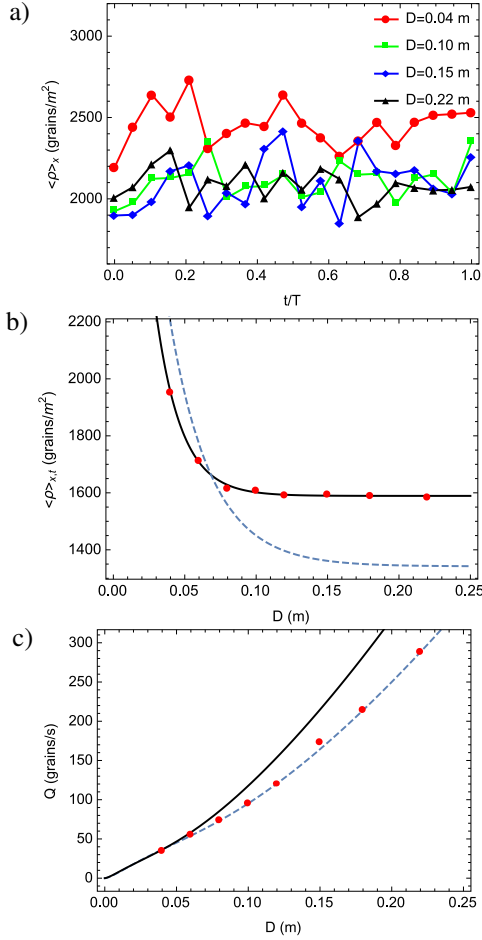 a)
D=0.04 m
D=0.10 m
D=0.15 m
D=0.22 m
3000
2500
2000
<ρ>x (grains/m²)
0.0 0.2 0.4 0.6 0.8 1.0
t/T
b)
2200
2000
1800
1600
1400
<ρ>x,t (grains/m²)
0.00 0.05 0.10 0.15 0.20 0.25
D (m)
c)
300
250
200
150
100
50
0
Q (grains/s)
0.00 0.05 0.10 0.15 0.20 0.25
D (m)